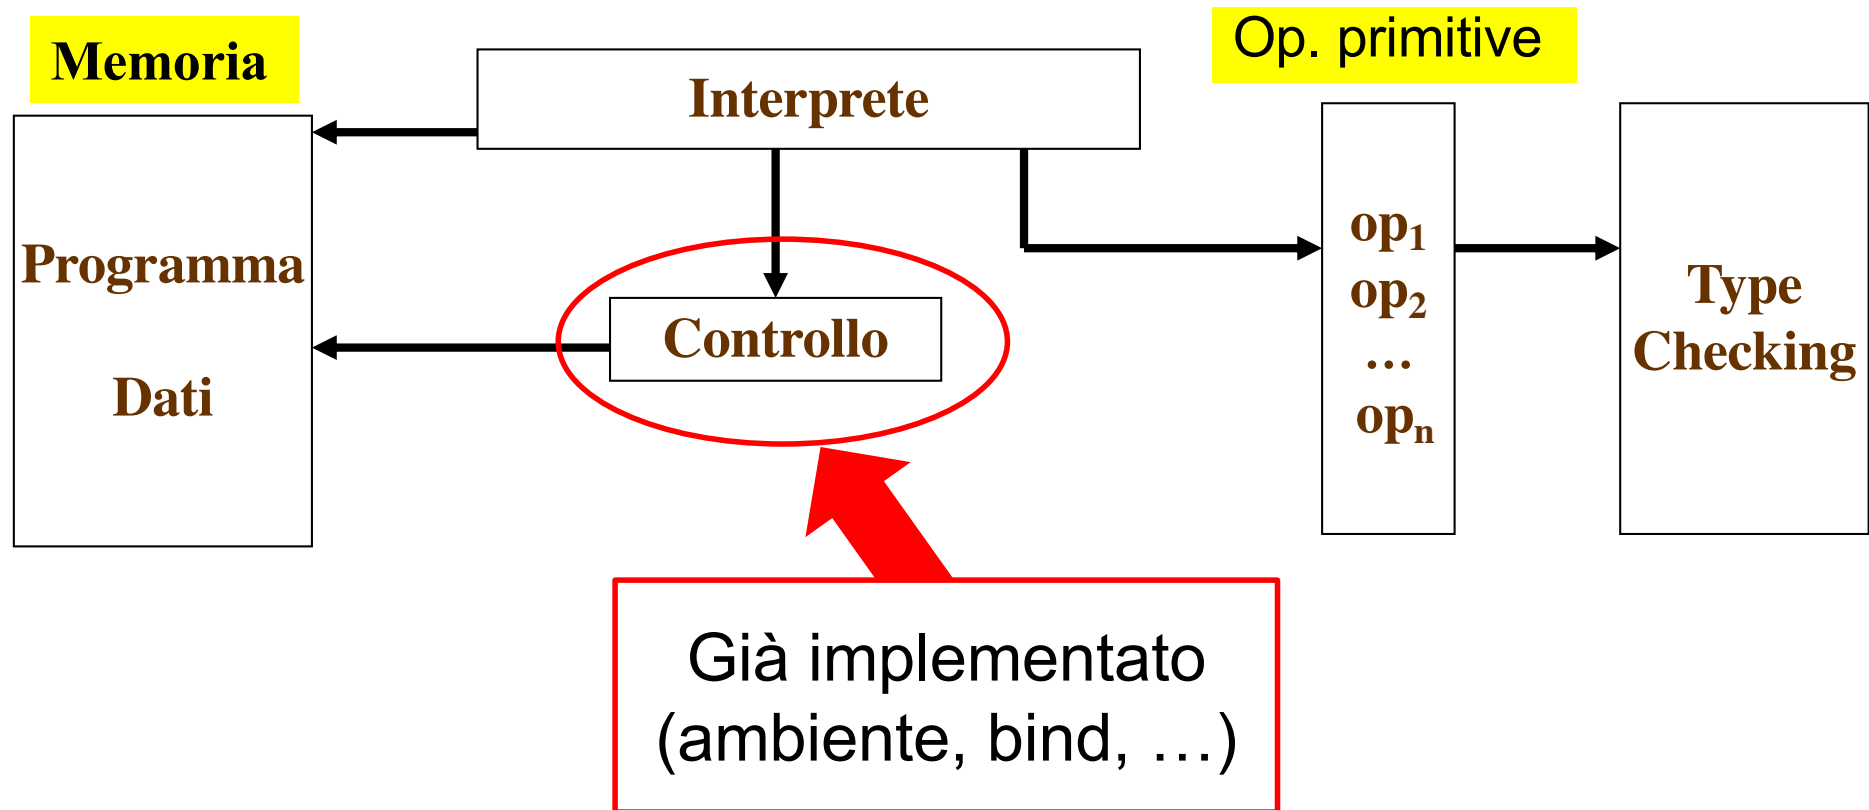 Memoria
Interprete
Op. primitive
Programma
Dati
Controllo
op₁
op₂
…
opₙ
Type
Checking
Già implementato
(ambiente, bind, …)